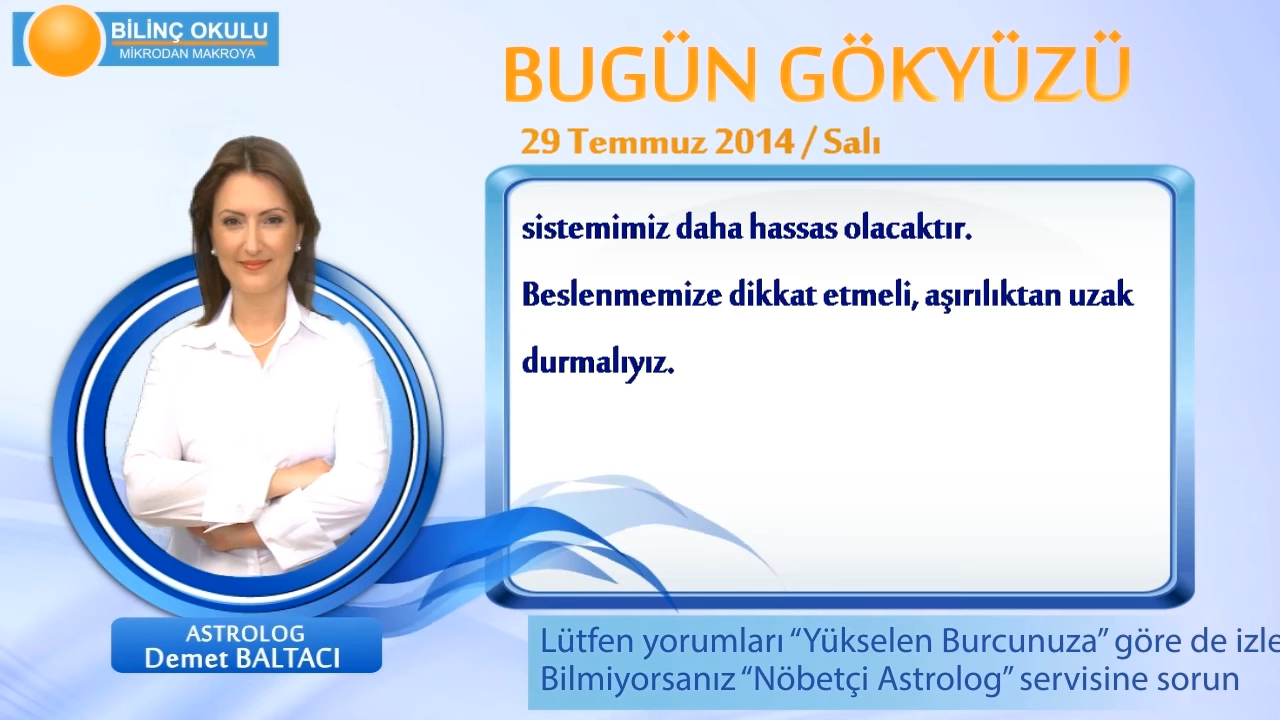 BİLİNÇ OKULU
MİKRODAN MAKROYA
BUGÜN GÖKYÜZÜ
29 Temmuz 2014 / Salı
sistemimiz daha hassas olacaktır.
Beslenmemize dikkat etmeli, aşırılıktan uzak
durmalıyız.
ASTROLOG
Demet BALTACI
Lütfen yorumları “Yükselen Burcunuza” göre de izle
Bilmiyorsanız “Nöbetçi Astrolog” servisine sorun